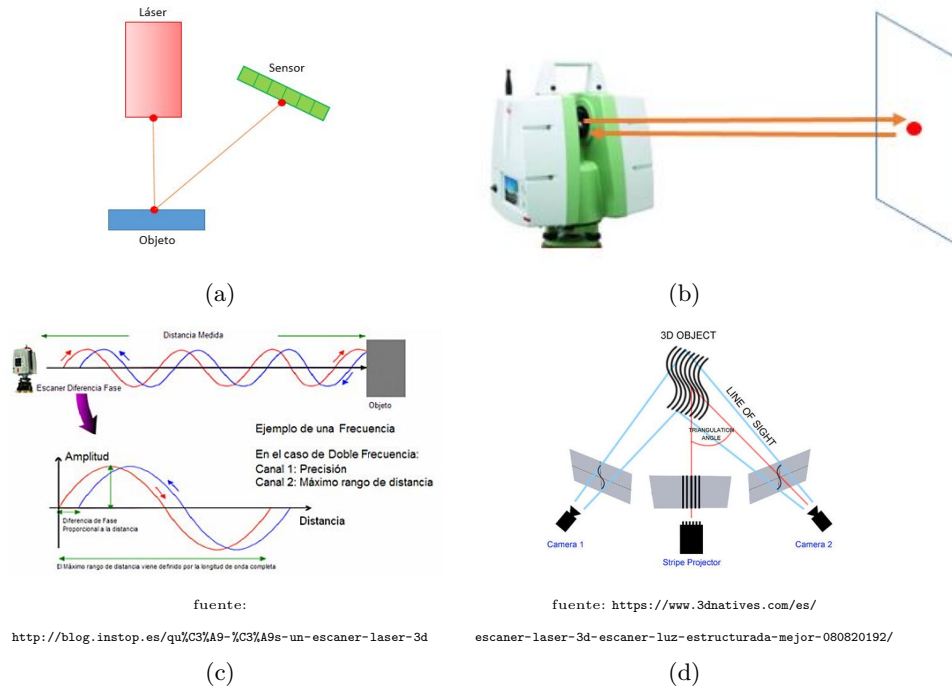 Láser
Sensor
Objeto
(a)
(b)
Distancia Medida
Escaner Diferencia Fase
Objeto
Ejemplo de una Frecuencia
En el caso de Doble Frecuencia:
Canal 1: Precisión
Canal 2: Máximo rango de distancia
Amplitud
Distancia
Diferencia de Fase
Proporcional a la distancia
El Máximo rango de distancia viene definido por la longitud de onda completa
fuente:
http://blog.instop.es/qu%C3%A9-%C3%A9s-un-escaner-laser-3d
(c)
3D OBJECT
LINE OF SIGHT
TRIANGULATION
ANGLE
Camera 1
Stripe Projector
Camera 2
fuente: https://www.3dnatives.com/es/
escaner-laser-3d-escaner-luz-estructurada-mejor-080820192/
(d)